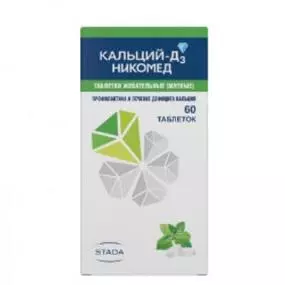 КАЛЬЦИЙ-Д3
НИКОМЕД
ТАБЛЕТКИ ЖЕВАТЕЛЬНЫЕ (МЯТНЫЕ)
ПРОФИЛАКТИКА И ЛЕЧЕНИЕ ДЕФИЦИТА КАЛЬЦИЯ
60
ТАБЛЕТОК
STADA